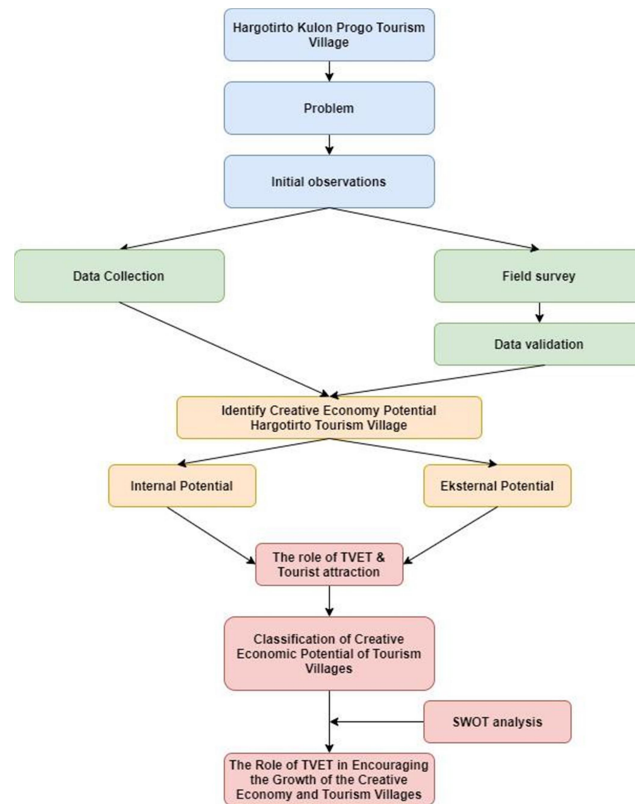 Hargotirto Kulon Progo Tourism
Village
Problem
Initial observations
Data Collection
Field survey
Data validation
Identify Creative Economy Potential
Hargotirto Tourism Village
Internal Potential
Eksternal Potential
The role of TVET &
Tourist attraction
Classification of Creative
Economic Potential of Tourism
Villages
SWOT analysis
The Role of TVET in Encouraging
the Growth of the Creative
Economy and Tourism Villages